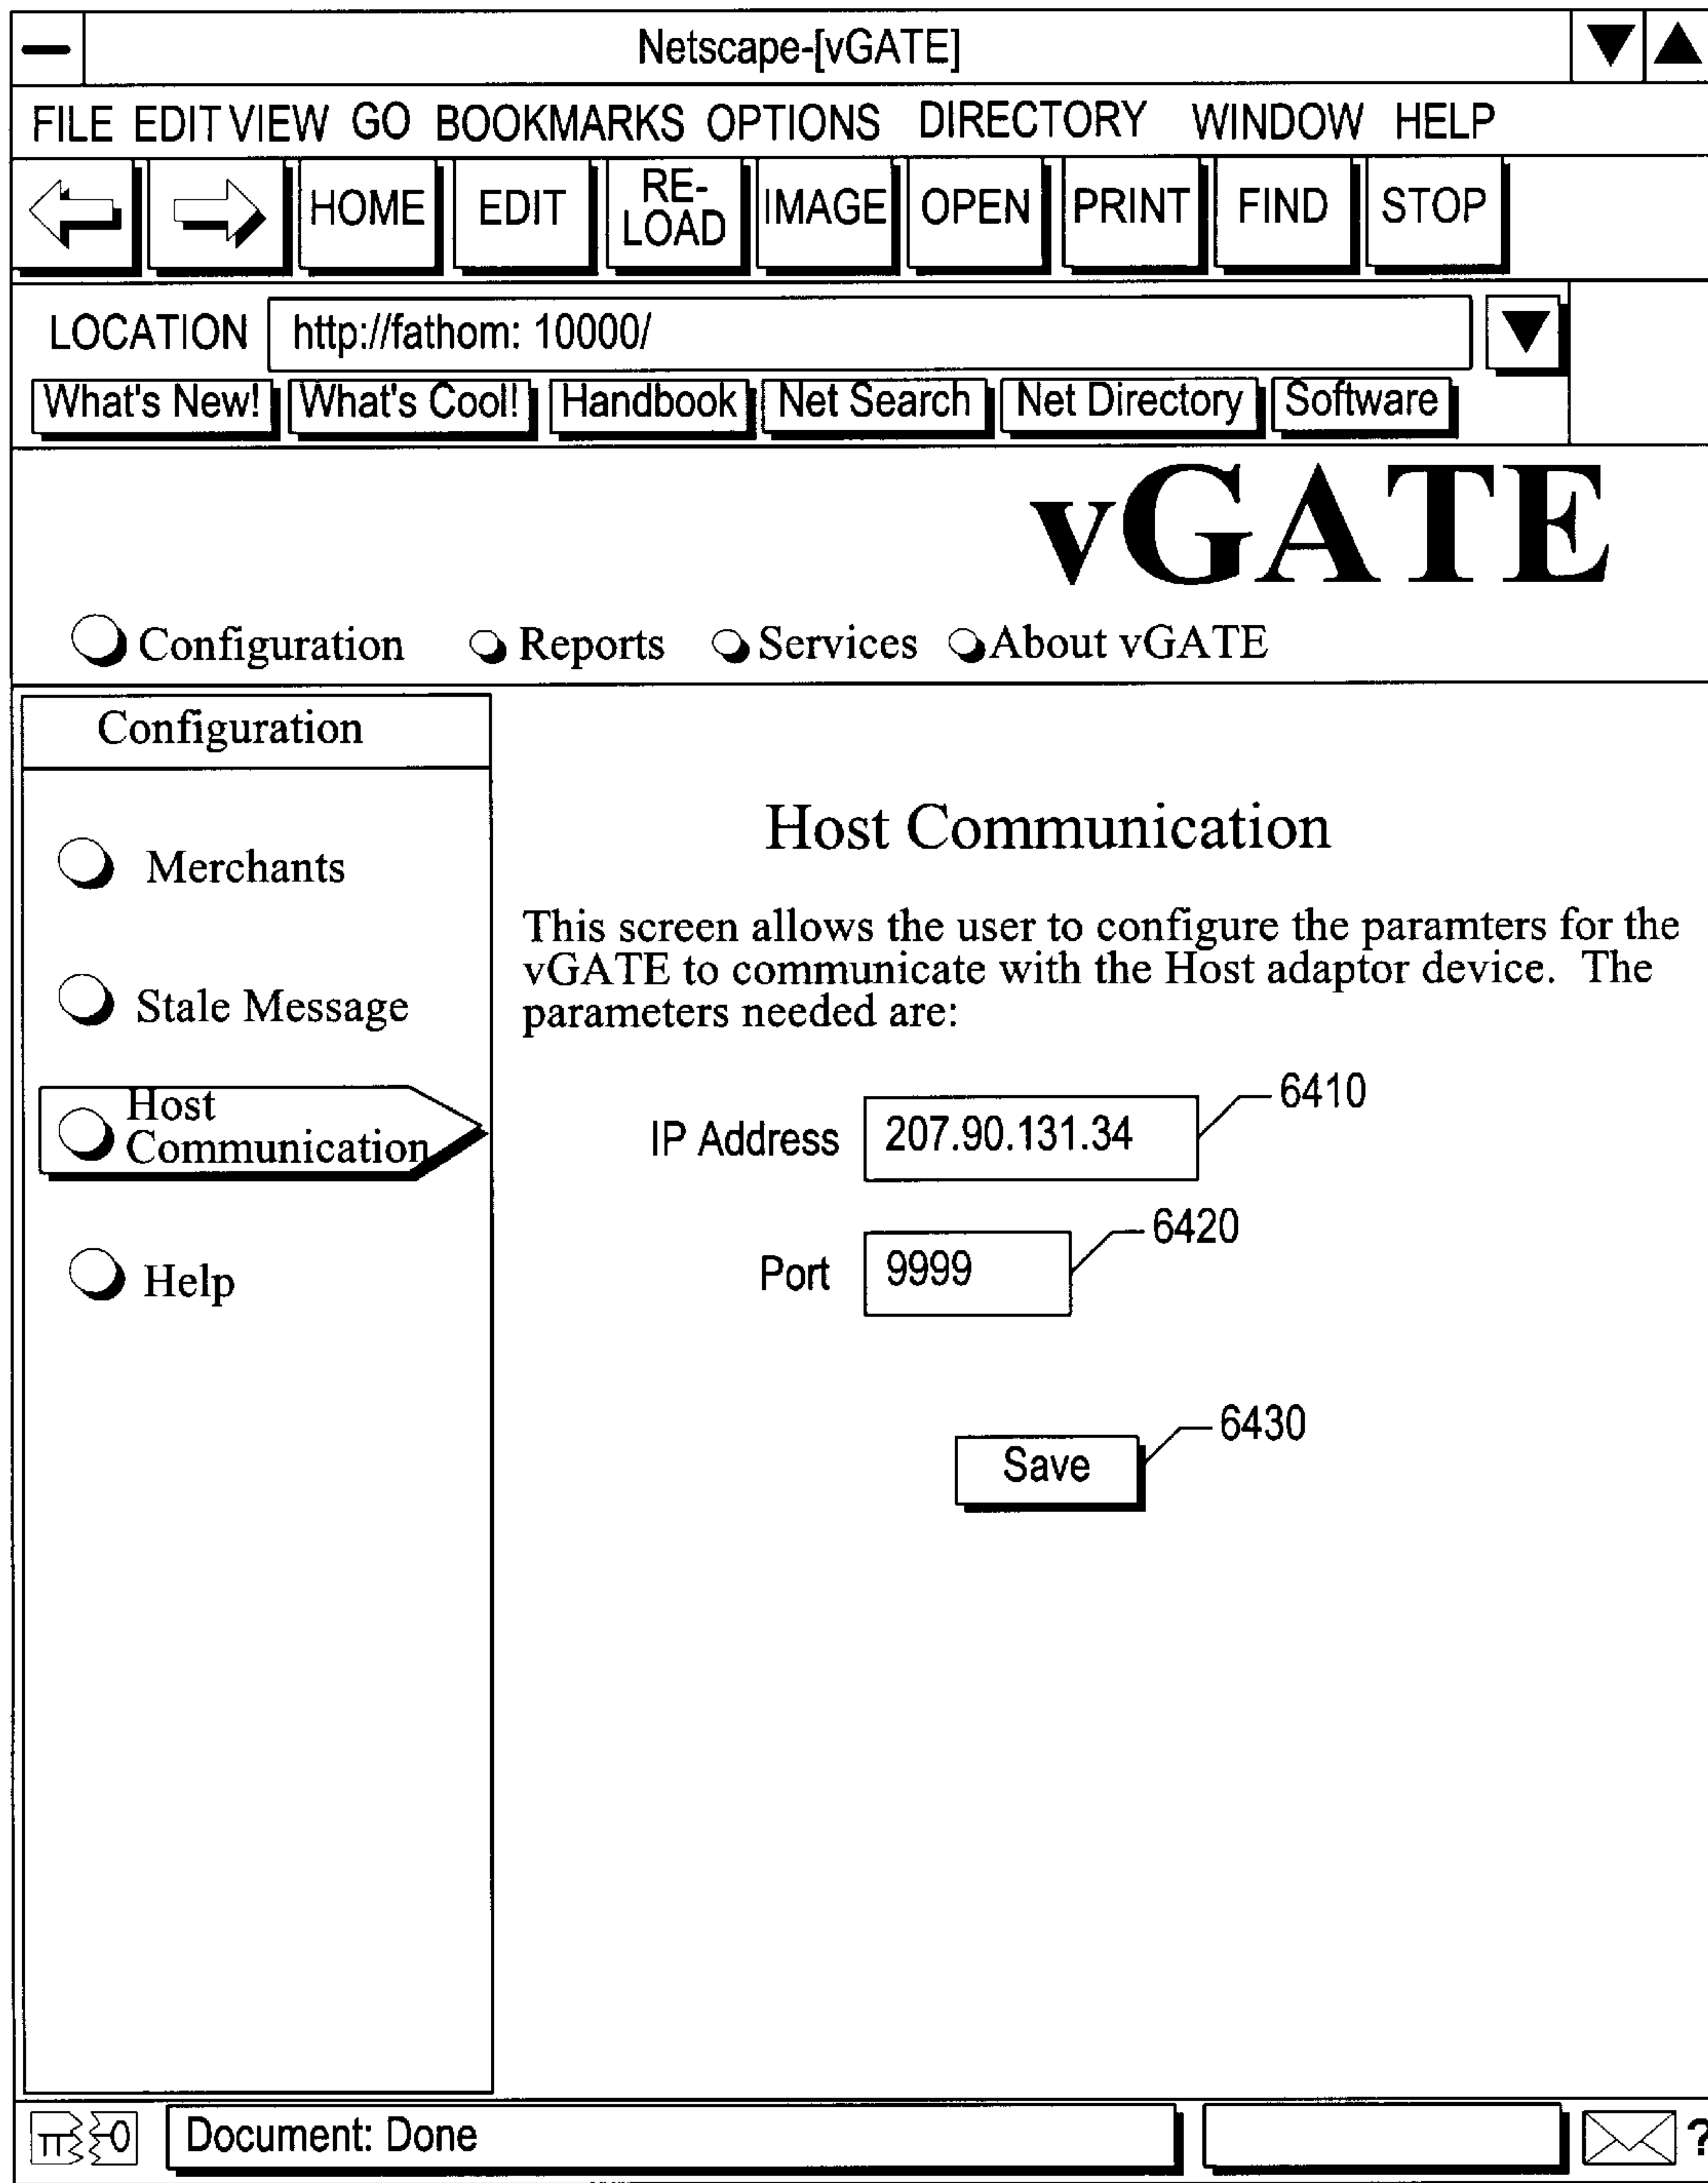 Netscape-[vGATE]
FILE EDIT VIEW GO BOOKMARKS OPTIONS DIRECTORY WINDOW HELP
HOME EDIT RE-LOAD IMAGE OPEN PRINT FIND STOP
LOCATION http://fathom: 10000/
What's New! What's Cool! Handbook Net Search Net Directory Software
vGATE
Configuration Reports Services About vGATE
Configuration
Merchants
Stale Message
Host
Communication
Help
Host Communication
This screen allows the user to configure the paramters for the
vGATE to communicate with the Host adaptor device. The
parameters needed are:
6410
IP Address 207.90.131.34
6420
Port 9999
6430
Save
Document: Done
?